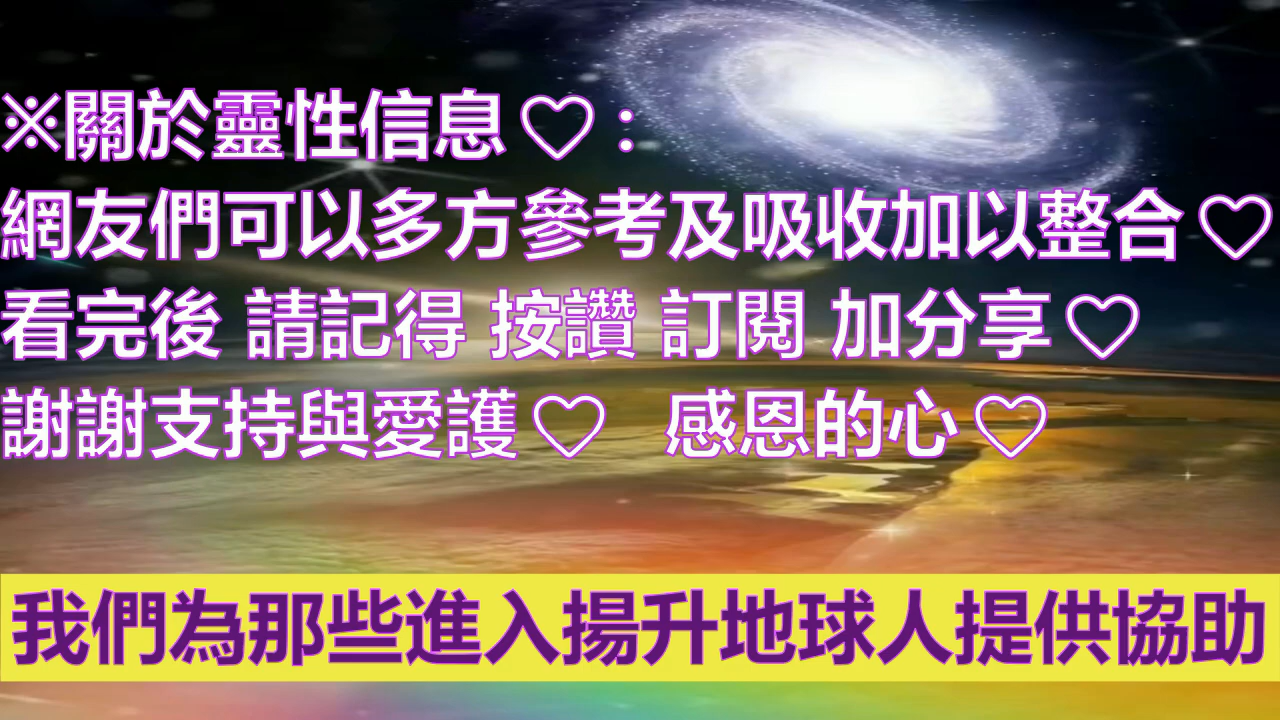 ※關於靈性信息♡:
網友們可以多方參考及吸收加以整合♡
看完後 請記得 按讚 訂閱 加分享♡
謝謝支持與愛護♡ 感恩的心♡
我們為那些進入揚升地球人提供協助